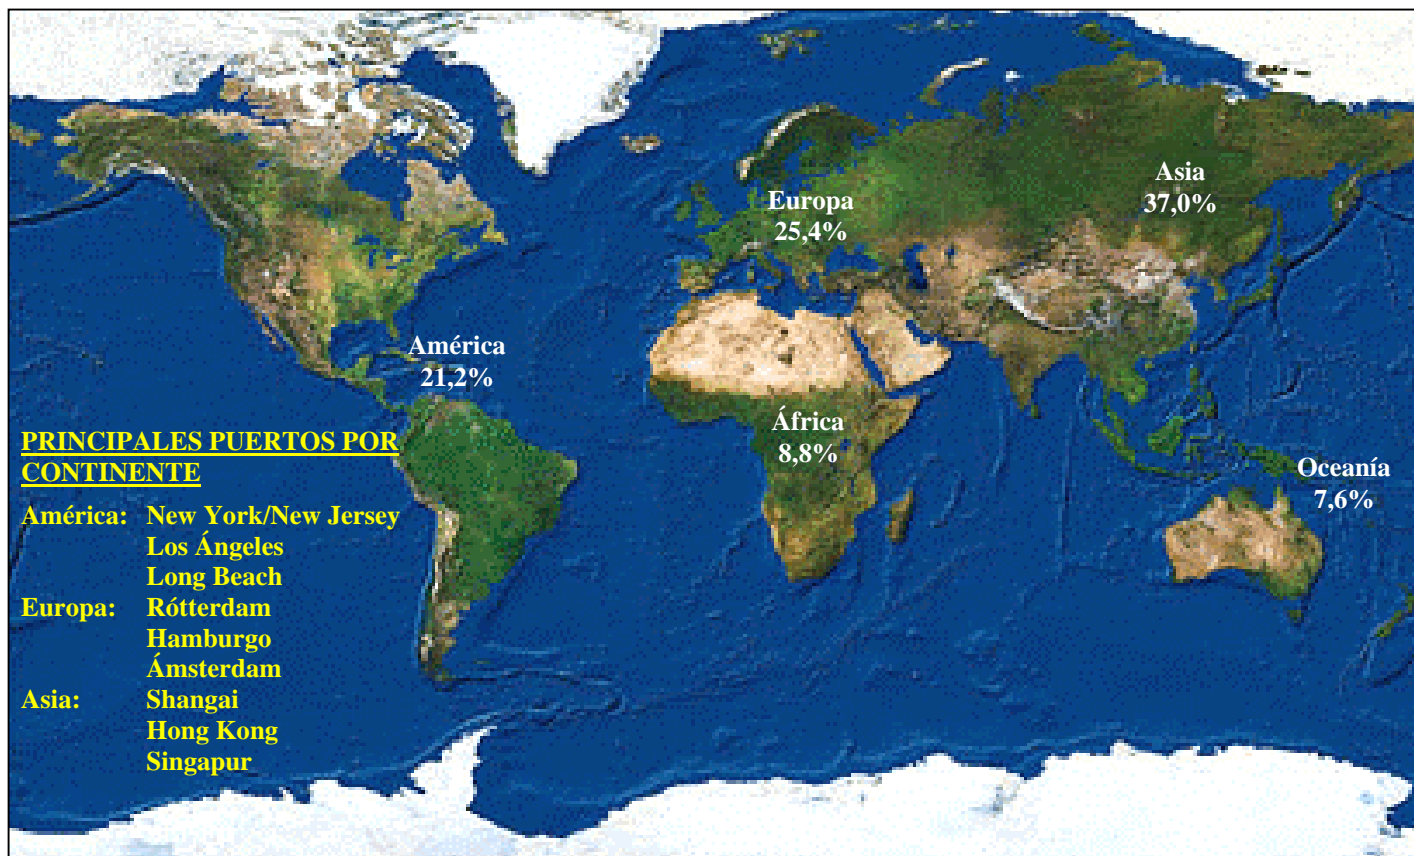 Asia
37,0%
Europa
25,4%
América
21,2%
África
8,8%
Oceanía
7,6%
PRINCIPALES PUERTOS POR
CONTINENTE
América: New York/New Jersey
Los Ángeles
Long Beach
Europa: Rótterdam
Hamburgo
Ámsterdam
Asia: Shangai
Hong Kong
Singapur